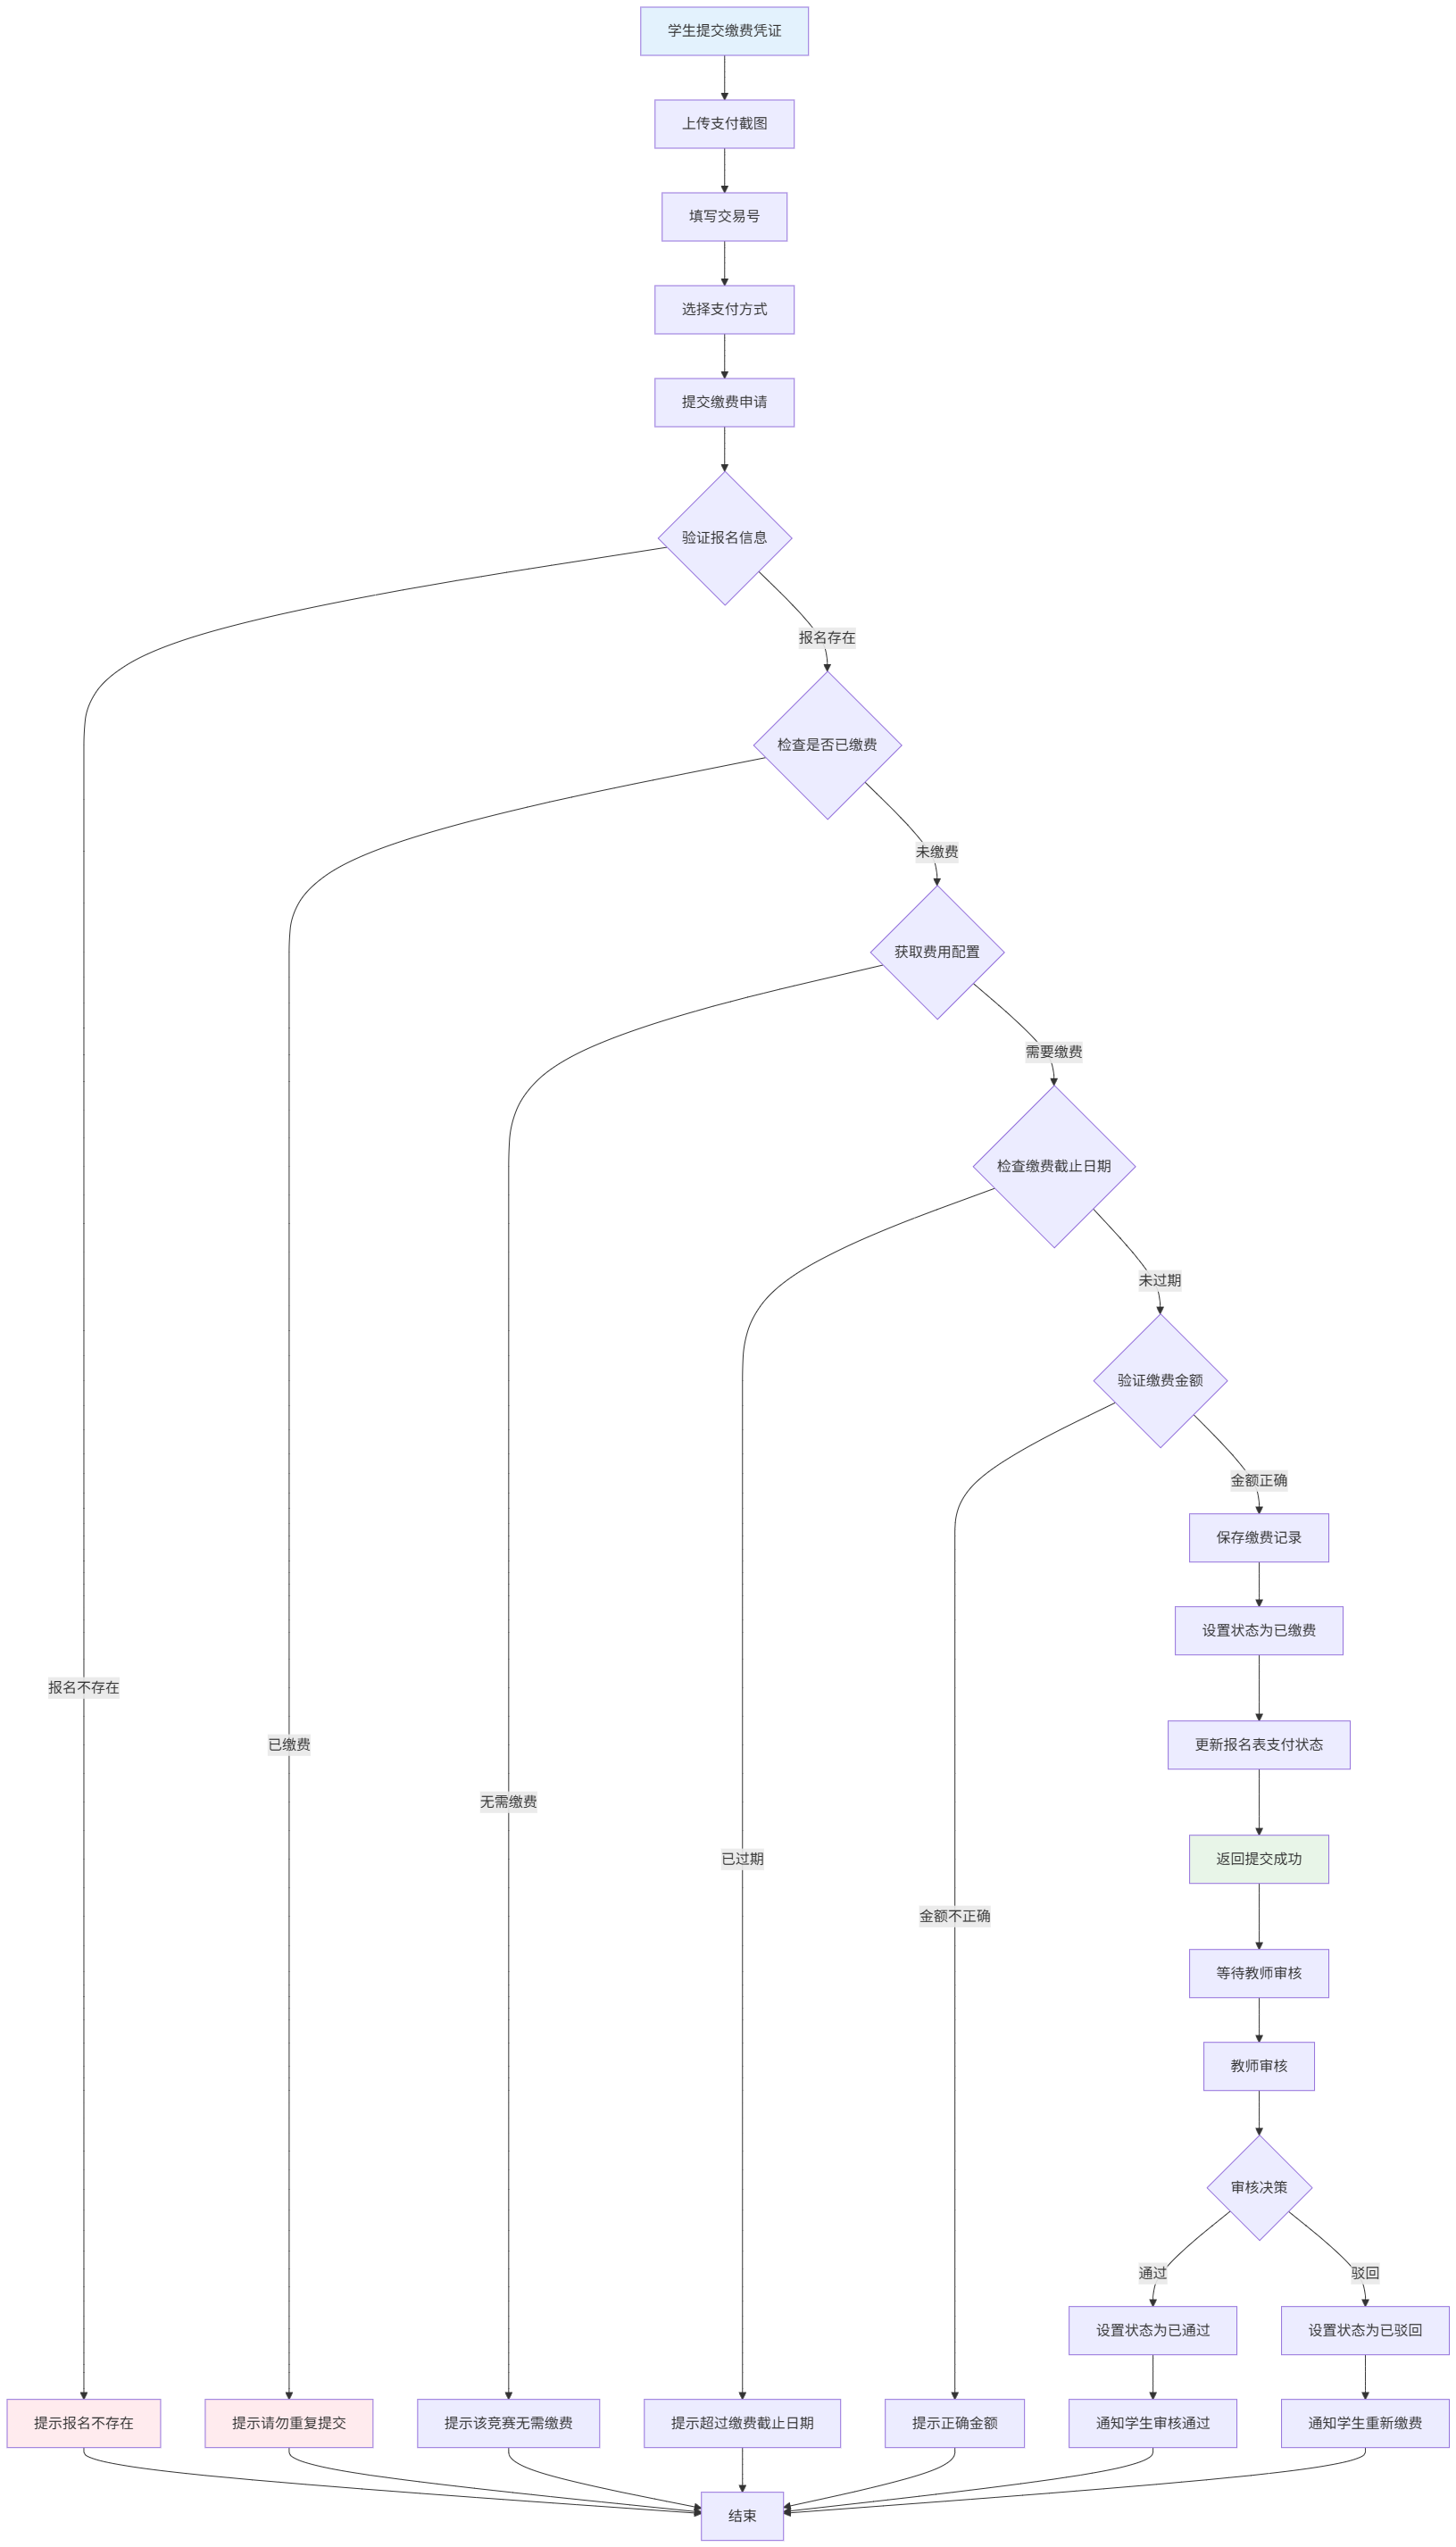 学生提交缴费凭证
上传支付截图
填写交易号
选择支付方式
提交缴费申请
验证报名信息
报名存在
检查是否已缴费
未缴费
获取费用配置
需要缴费
检查缴费截止日期
未过期
验证缴费金额
金额正确
保存缴费记录
设置状态为已缴费
报名不存在
更新报名表支付状态
已缴费
无需缴费
返回提交成功
已过期
金额不正确
等待教师审核
教师审核
审核决策
通过
驳回
设置状态为已通过
设置状态为已驳回
提示报名不存在
提示请勿重复提交
提示该竞赛无需缴费
提示超过缴费截止日期
提示正确金额
通知学生审核通过
通知学生重新缴费
结束